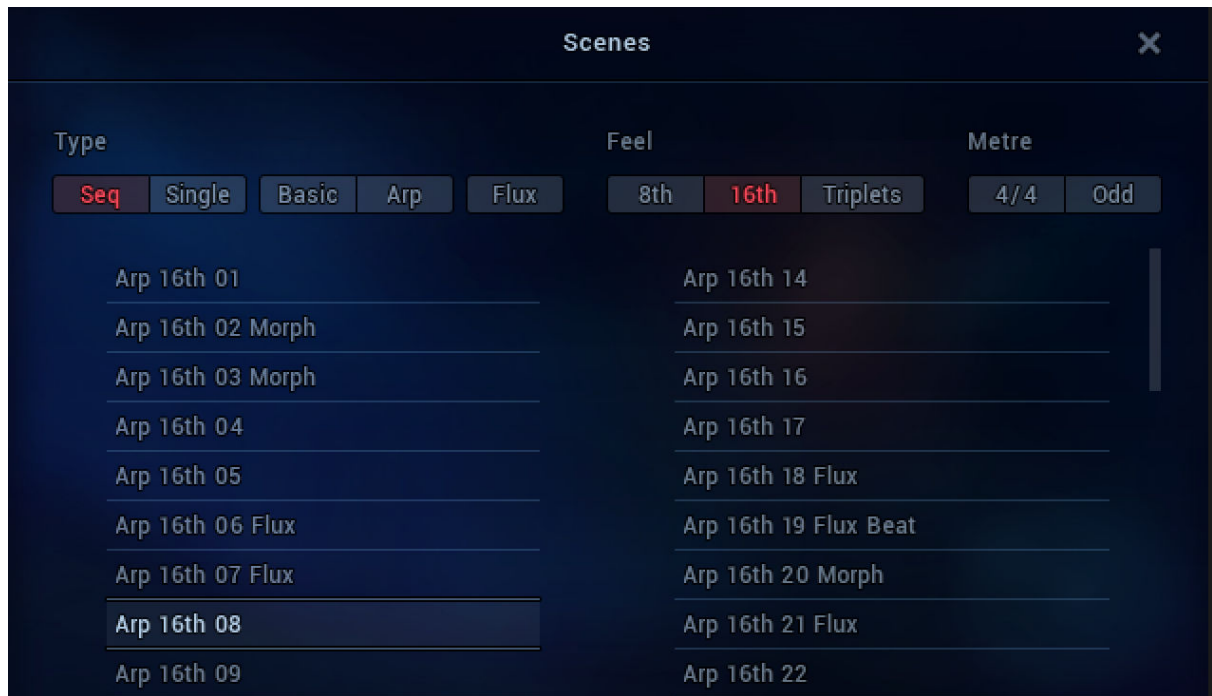 Scenes
Type Feel Metre
Seq Single Basic Arp Flux 8th 16th Triplets 4/4 Odd
Arp 16th 01
Arp 16th 02 Morph
Arp 16th 03 Morph
Arp 16th 04
Arp 16th 05
Arp 16th 06 Flux
Arp 16th 07 Flux
Arp 16th 08
Arp 16th 09
Arp 16th 14
Arp 16th 15
Arp 16th 16
Arp 16th 17
Arp 16th 18 Flux
Arp 16th 19 Flux Beat
Arp 16th 20 Morph
Arp 16th 21 Flux
Arp 16th 22